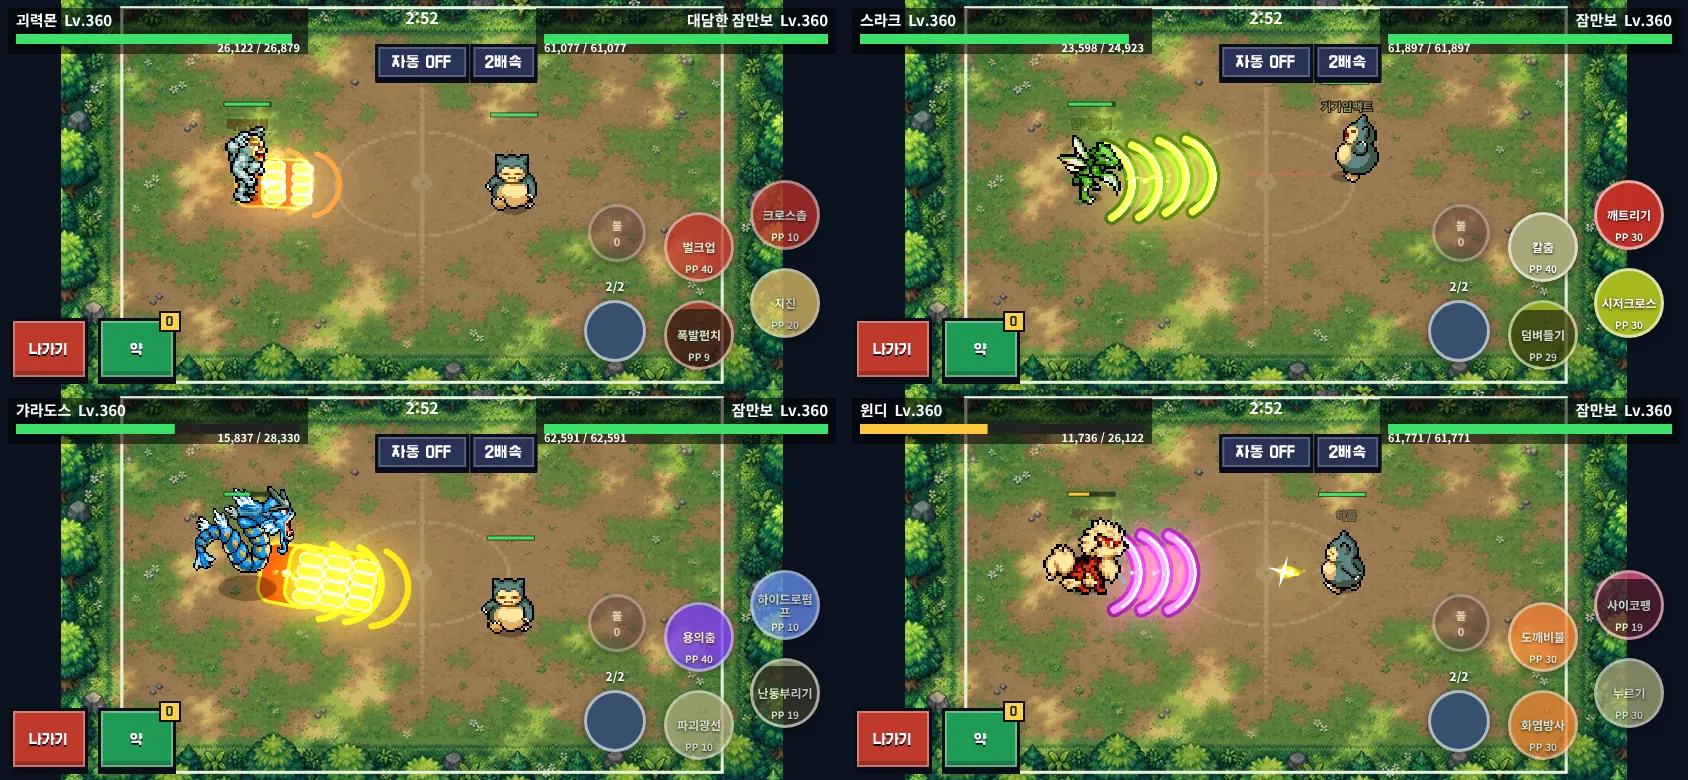 괴력몬 Lv.360
2:52
대담한 잠만보 Lv.360
26,122 / 26,879
61,077 / 61,077
자동 OFF
2배속
크로스촙
PP 10
볼
0
벌크업
PP 40
2/2
지진
PP 20
폭발펀치
PP 9
나가기
약
0
스라크 Lv.360
2:52
잠만보 Lv.360
23,598 / 24,923
61,897 / 61,897
자동 OFF
2배속
기가임팩트
깨트리기
PP 30
볼
0
칼춤
PP 40
2/2
시저크로스
PP 30
덤벼들기
PP 29
나가기
약
0
갸라도스 Lv.360
2:52
잠만보 Lv.360
15,837 / 28,330
62,591 / 62,591
자동 OFF
2배속
하이드로펌
프
PP 10
볼
0
용의춤
PP 40
2/2
난동부리기
PP 19
파괴광선
PP 10
나가기
약
0
윈디 Lv.360
2:52
잠만보 Lv.360
11,736 / 26,122
61,771 / 61,771
자동 OFF
2배속
하품
사이코팽
PP 19
볼
0
도깨비불
PP 30
2/2
누르기
PP 30
화염방사
PP 30
나가기
약
0